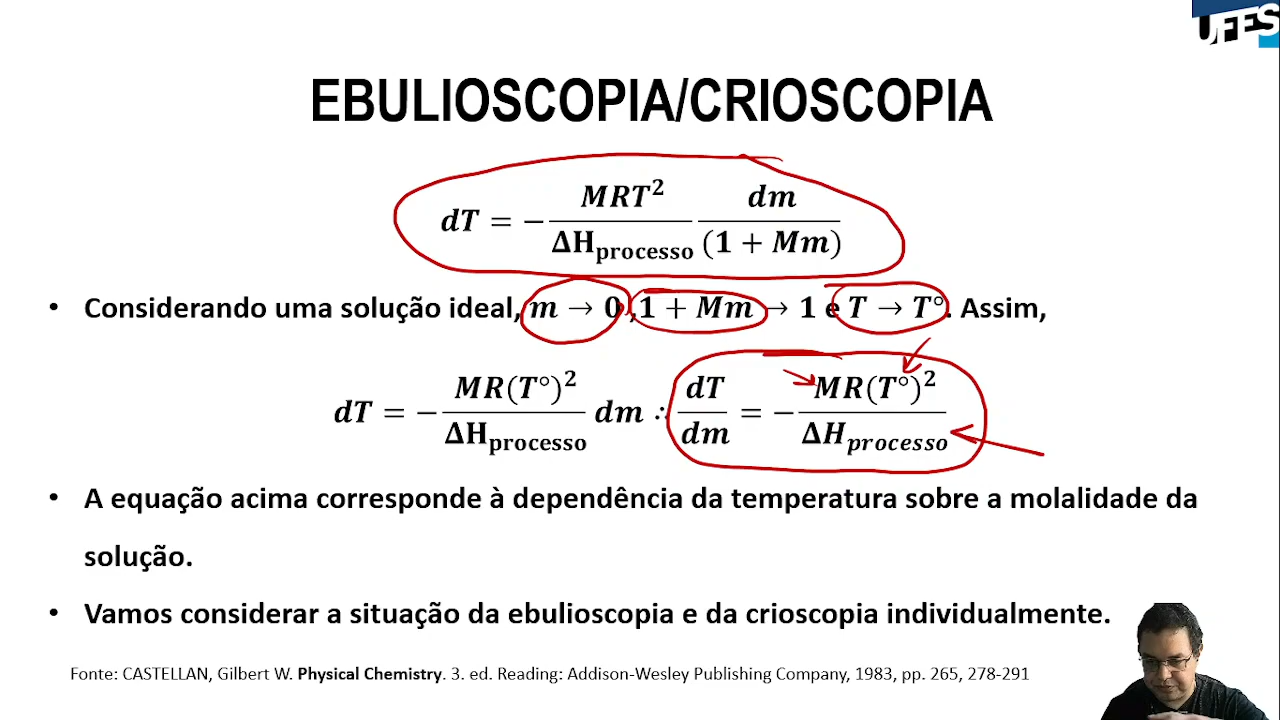 UFES
EBULIOSCOPIA/CRIOSCOPIA
dT = − MRT² / ΔH_processo dm / (1 + Mm)
• Considerando uma solução ideal, m → 0 , 1 + Mm → 1 e T → T°. Assim,
dT = − MR(T°)² / ΔH_processo dm ∴ dT / dm = − MR(T°)² / ΔH_processo
• A equação acima corresponde à dependência da temperatura sobre a molalidade da
solução.
• Vamos considerar a situação da ebulioscopia e da crioscopia individualmente.
Fonte: CASTELLAN, Gilbert W. Physical Chemistry. 3. ed. Reading: Addison-Wesley Publishing Company, 1983, pp. 265, 278-291